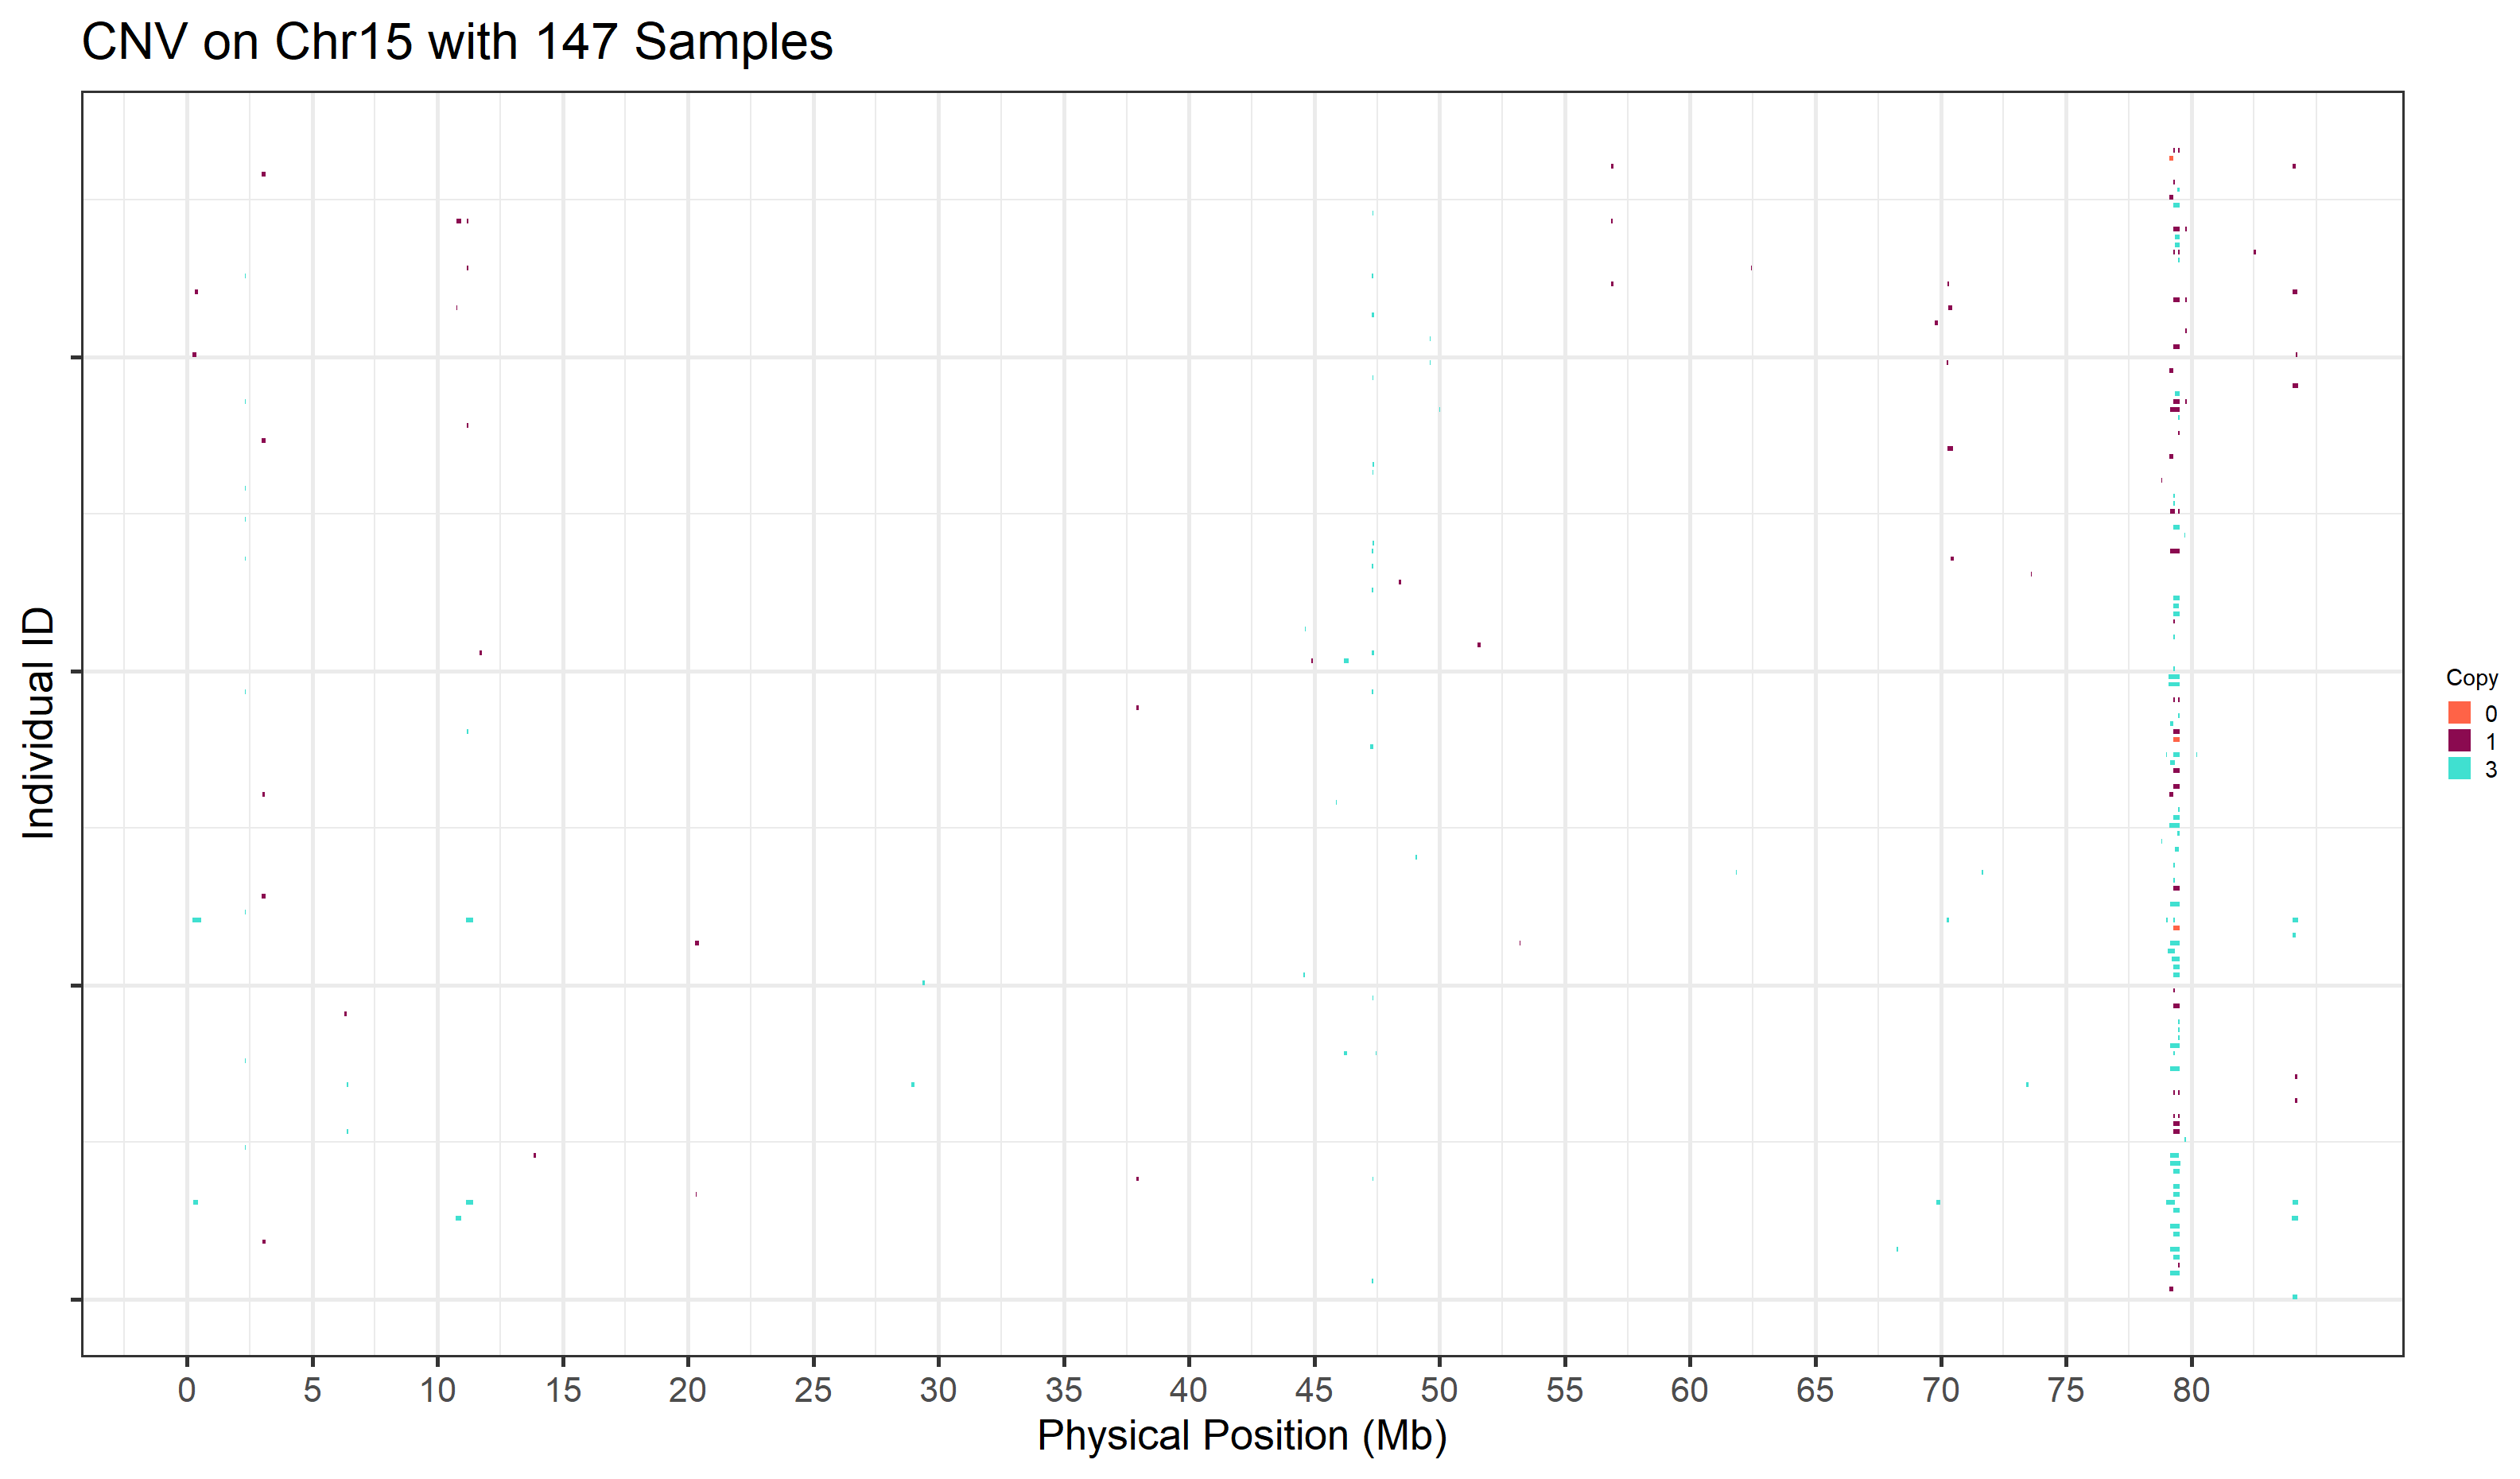 CNV on Chr15 with 147 Samples
Individual ID
Copy
0
1
3
0 5 10 15 20 25 30 35 40 45 50 55 60 65 70 75 80
Physical Position (Mb)